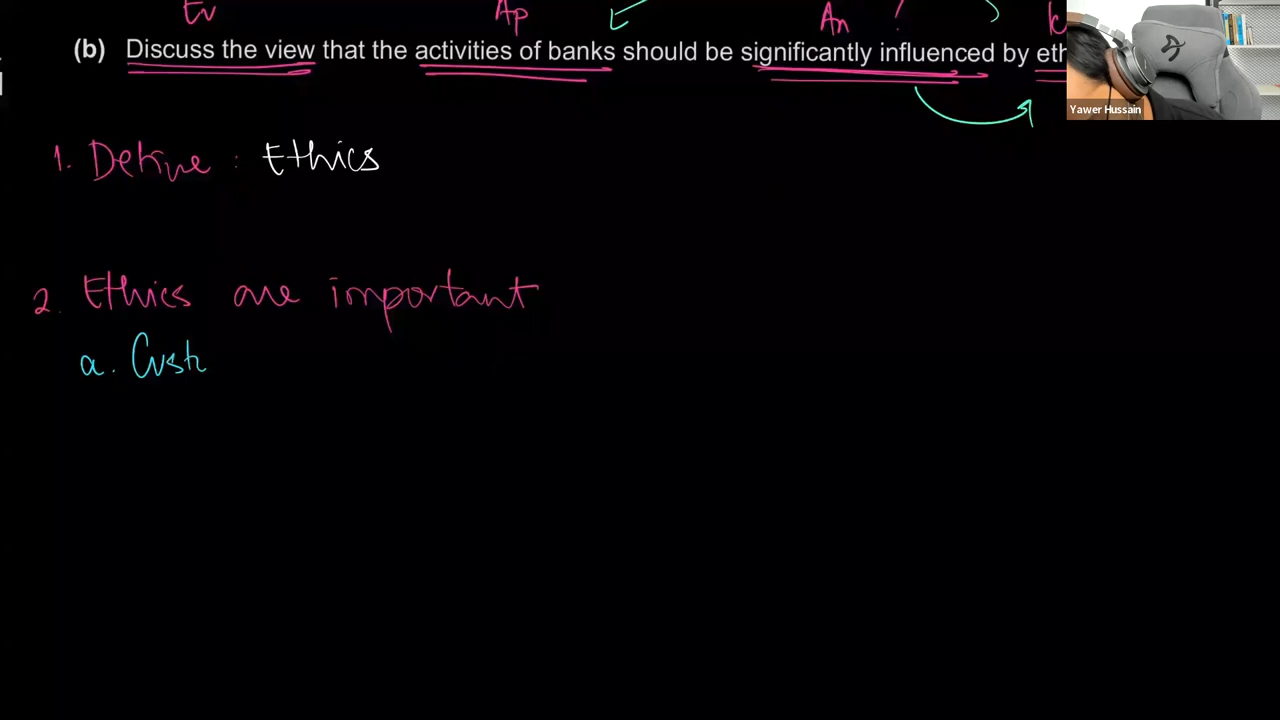 Ev Ap An
(b) Discuss the view that the activities of banks should be significantly influenced by eth
Yawer Hussain
1. Define : Ethics
2. Ethics are important
a. Custo